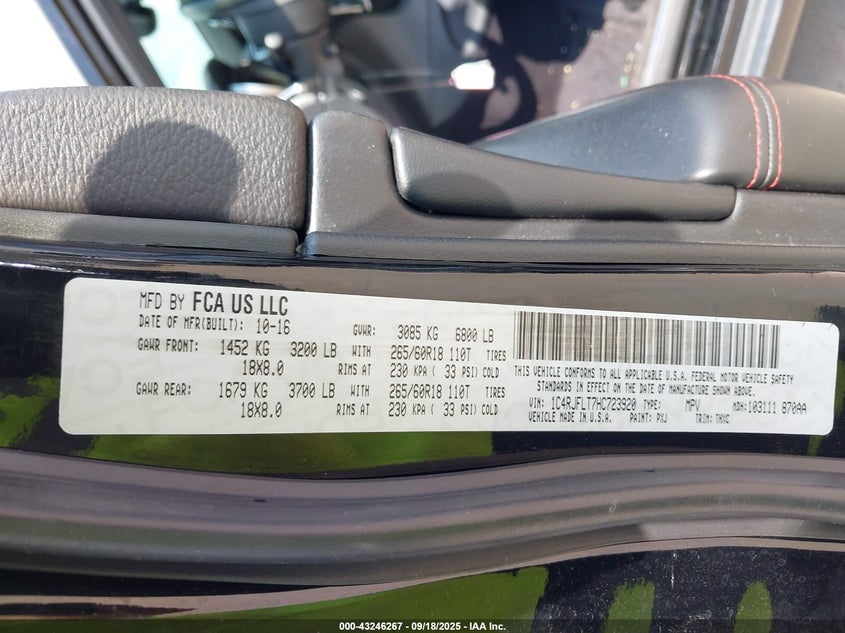 MFD BY FCA US LLC
DATE OF MFR(BUILT): 10-16 GVWR: 3085 KG 6800 LB
GAWR FRONT: 1452 KG 3200 LB WITH 265/60R18 110T TIRES
18X8.0 RIMS AT 230 KPA ( 33 PSI) COLD
GAWR REAR: 1679 KG 3700 LB WITH 265/60R18 110T TIRES
18X8.0 RIMS AT 230 KPA ( 33 PSI) COLD
THIS VEHICLE CONFORMS TO ALL APPLICABLE U.S.A. FEDERAL MOTOR VEHICLE SAFETY
STANDARDS IN EFFECT ON THE DATE OF MANUFACTURE SHOWN ABOVE.
VIN: 1C4RJFLT7HC723920 TYPE: MPV MDH: 103111 870AA
VEHICLE MADE IN U.S.A. PAINT: PXJ TRIM:
000-43246267 - 09/18/2025 - IAA Inc.